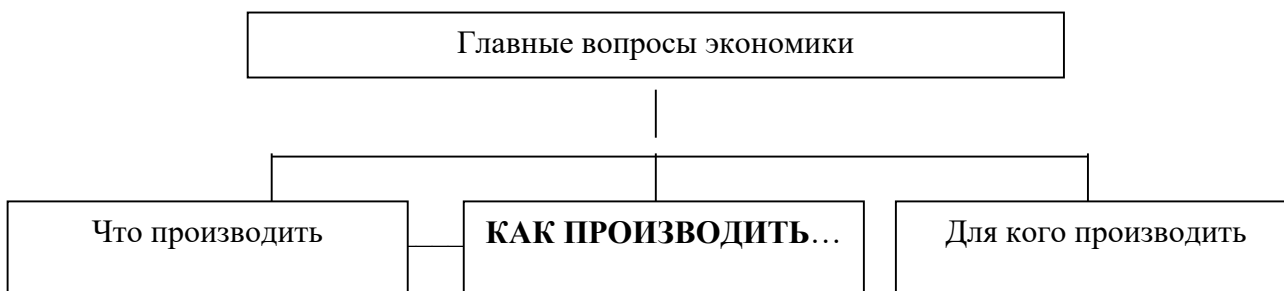 Главные вопросы экономики
Что производить
КАК ПРОИЗВОДИТЬ…
Для кого производить